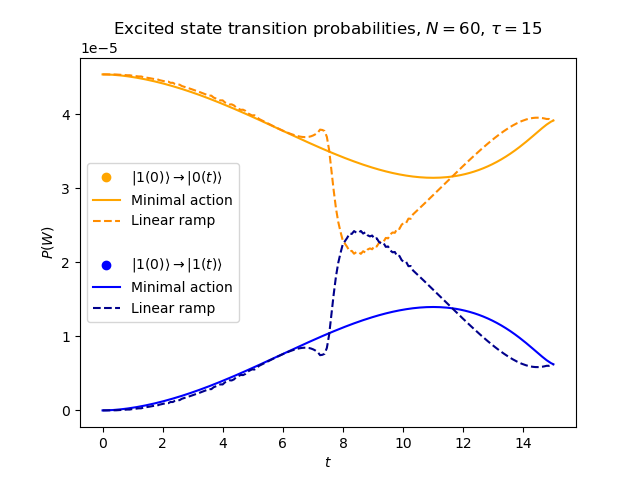 Excited state transition probabilities, N = 60, τ = 15
1e−5
4
3
2
1
0
P(W)
|1(0)⟩ → |0(t)⟩
Minimal action
Linear ramp
|1(0)⟩ → |1(t)⟩
Minimal action
Linear ramp
0 2 4 6 8 10 12 14
t